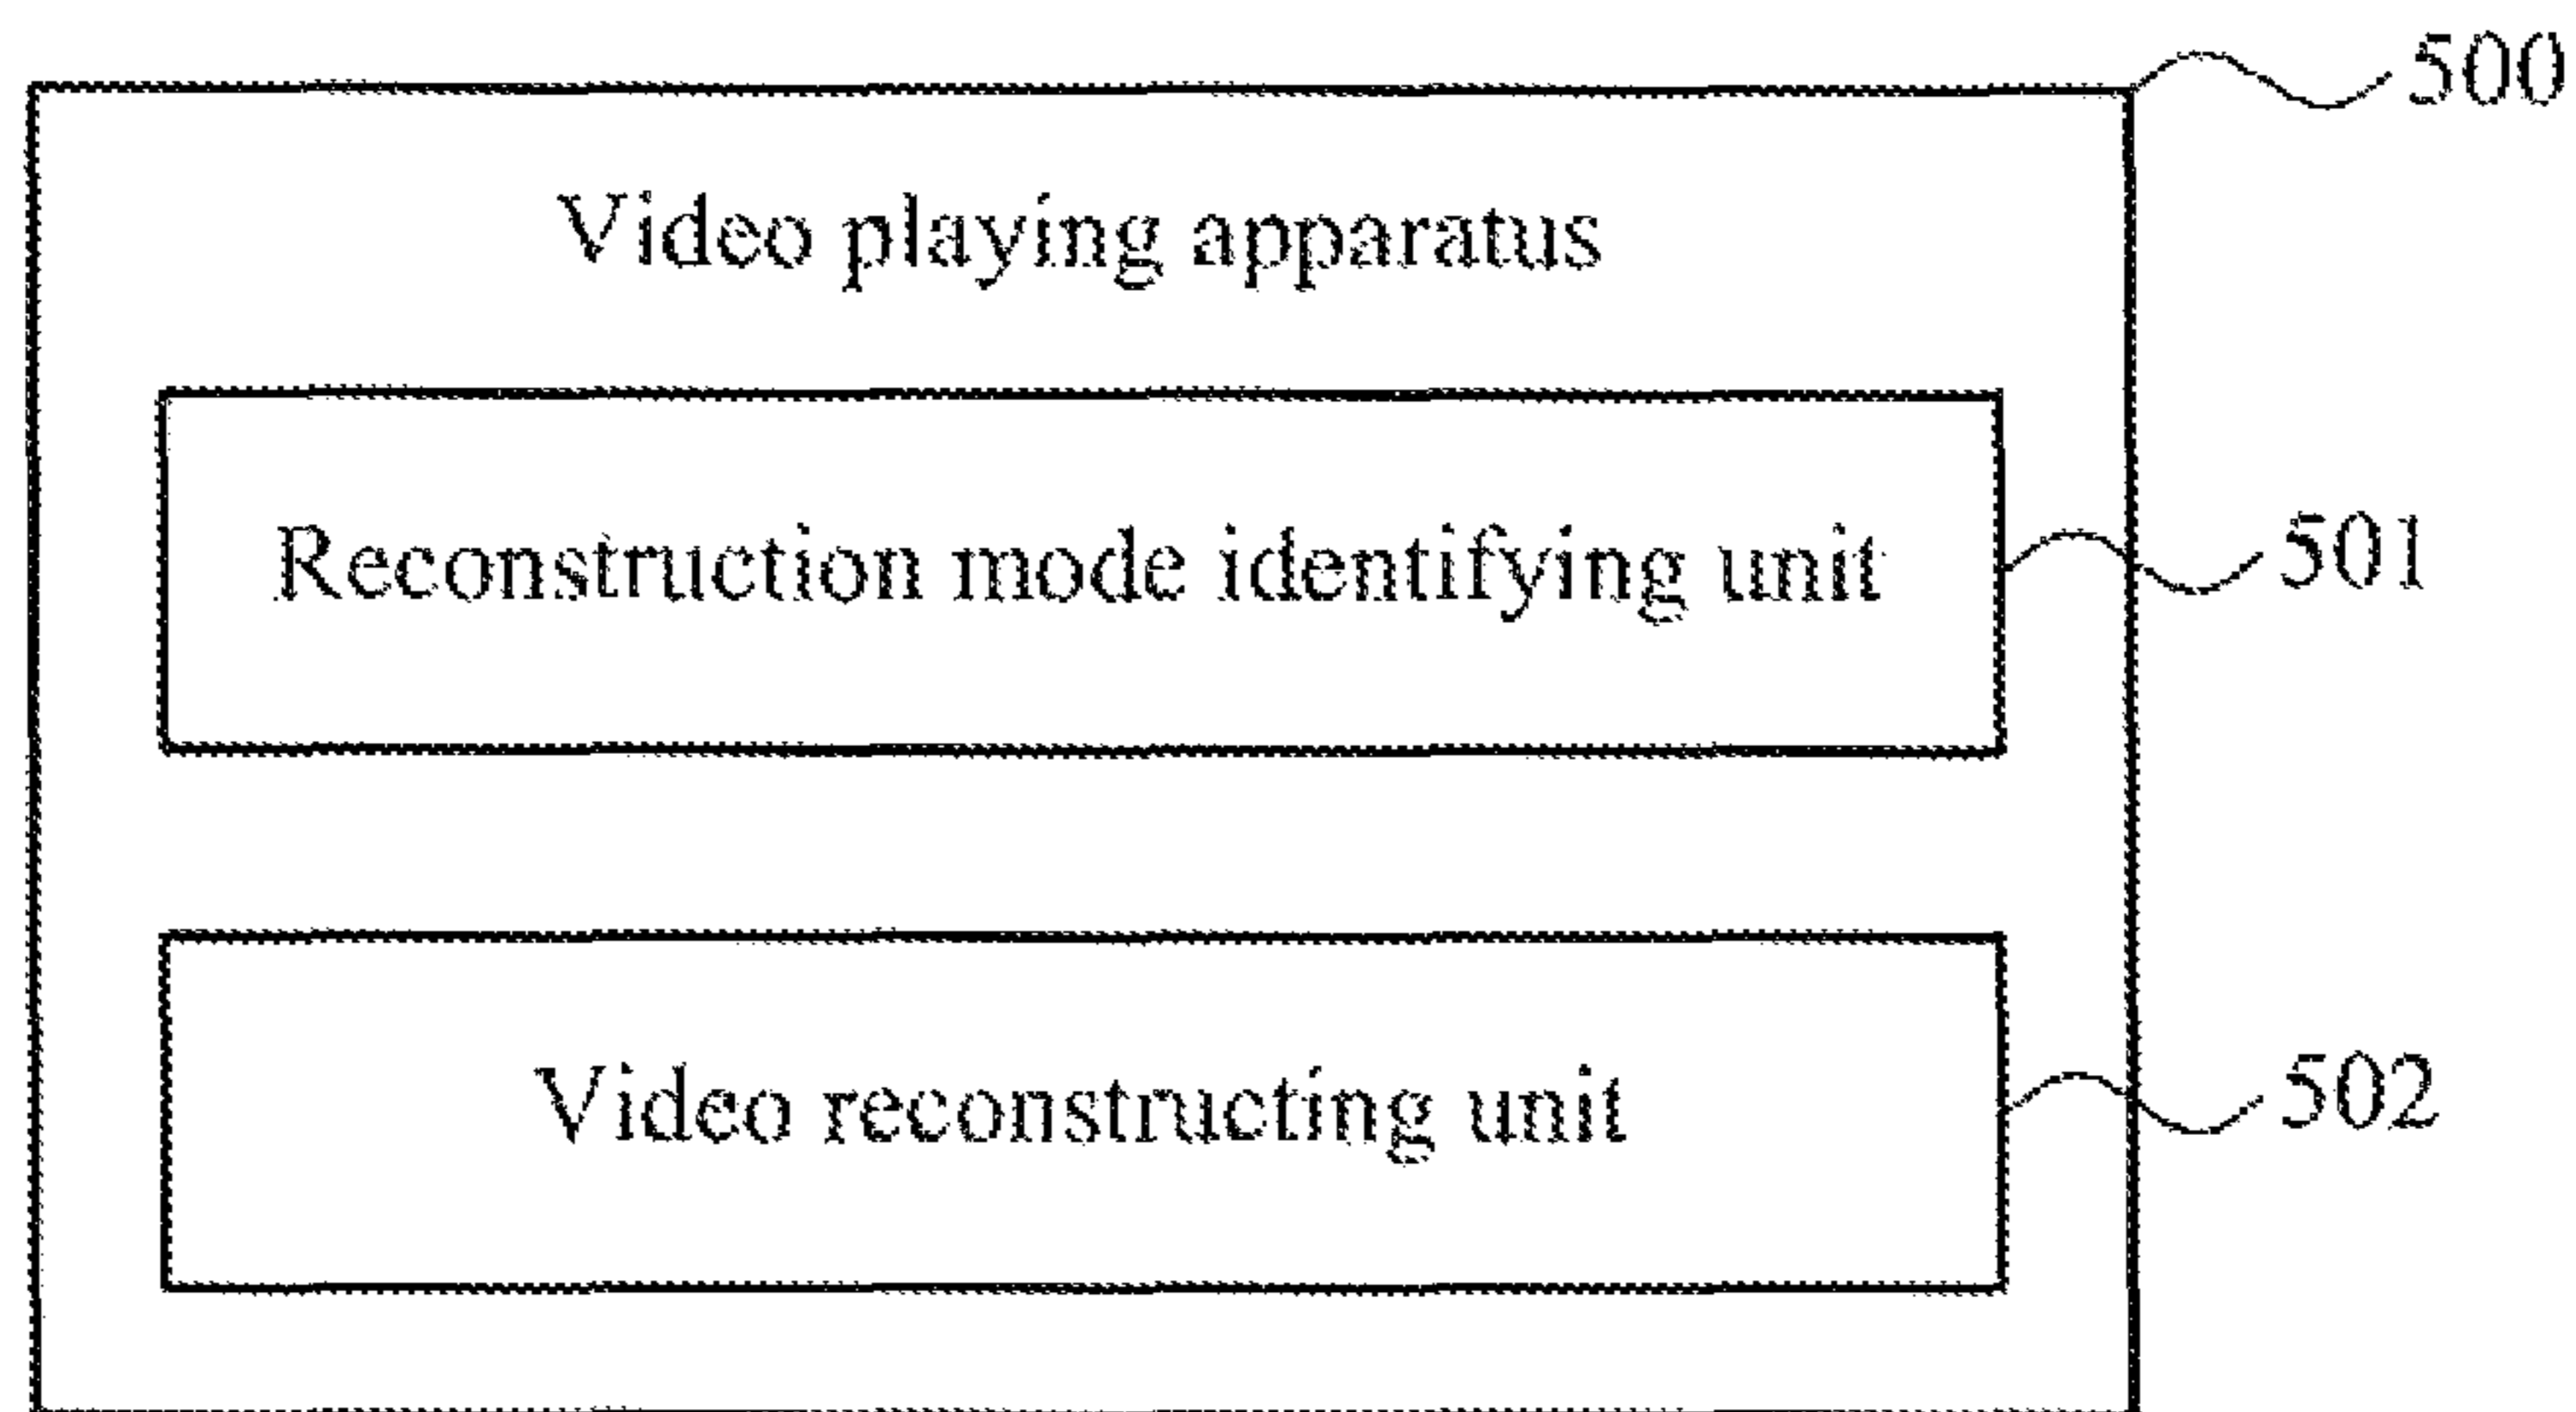 500
Video playing apparatus
Reconstruction mode identifying unit
501
Video reconstructing unit
502